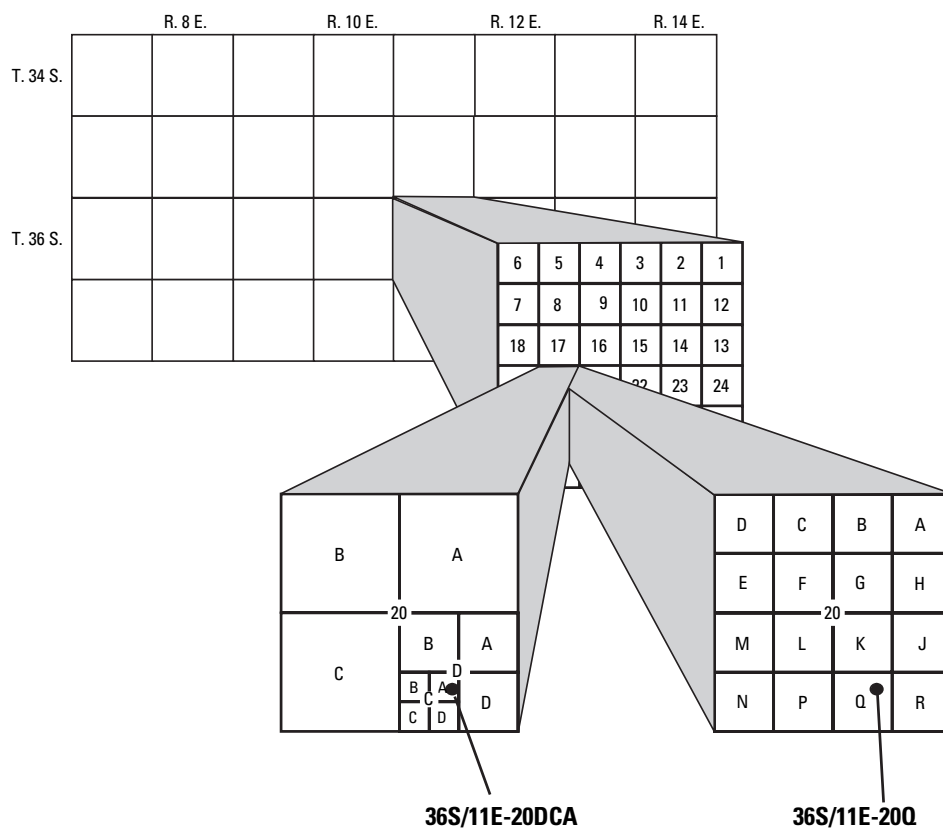 R. 8 E. R. 10 E. R. 12 E. R. 14 E.
T. 34 S.
T. 36 S.
6 5 4 3 2 1
7 8 9 10 11 12
18 17 16 15 14 13
22 23 24
B A
20
C
B A
D
B A
C
C D
D
D C B A
E F G H
20
M L K J
N P Q R
36S/11E-20DCA
36S/11E-20Q